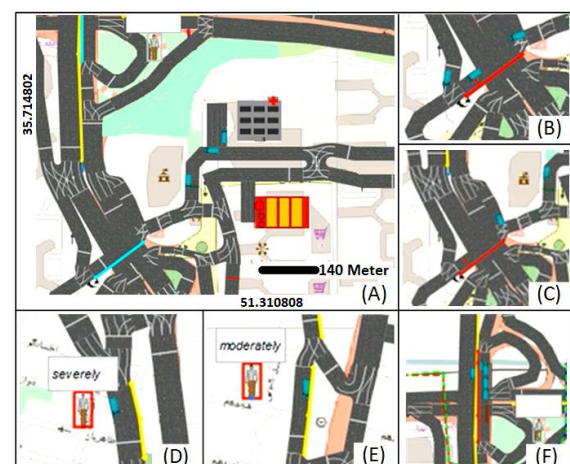 35.714802
140 Meter
(A)
51.310808
(B)
(C)
severely
(D)
moderately
(E)
(F)